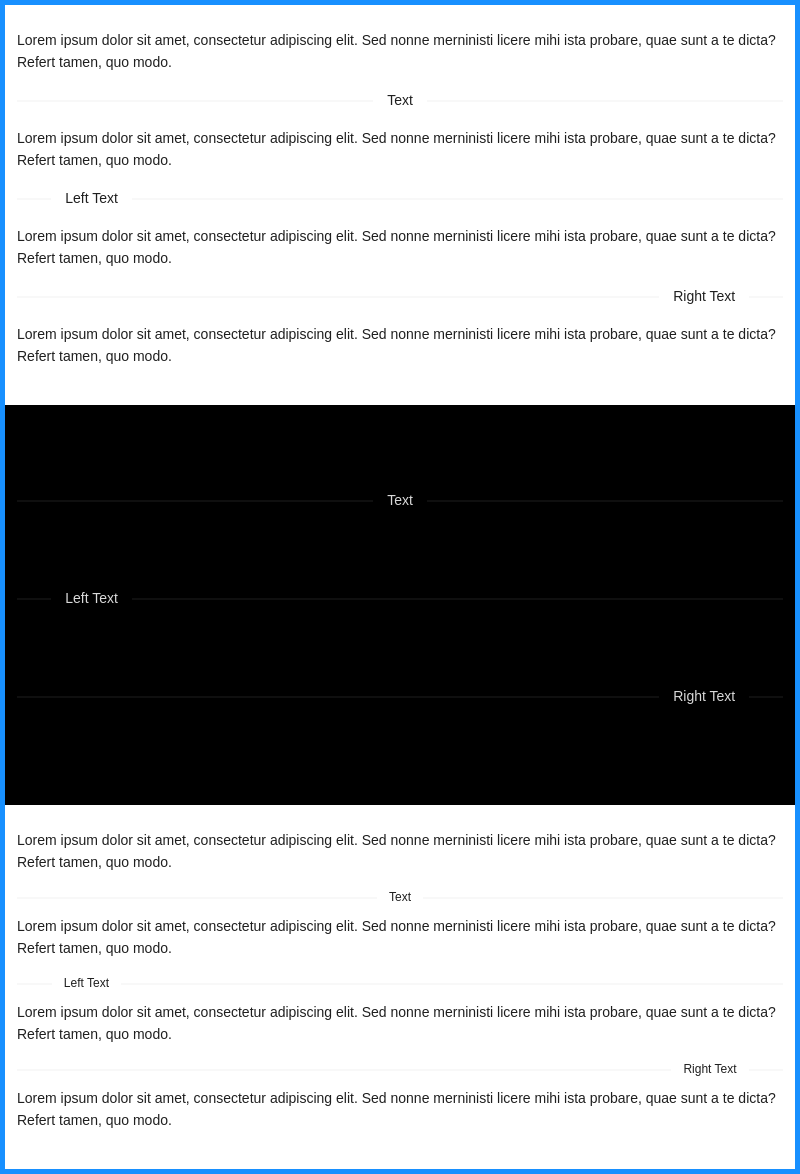 Lorem ipsum dolor sit amet, consectetur adipiscing elit. Sed nonne merninisti licere mihi ista probare, quae sunt a te dicta?
Refert tamen, quo modo.
Text
Lorem ipsum dolor sit amet, consectetur adipiscing elit. Sed nonne merninisti licere mihi ista probare, quae sunt a te dicta?
Refert tamen, quo modo.
Left Text
Lorem ipsum dolor sit amet, consectetur adipiscing elit. Sed nonne merninisti licere mihi ista probare, quae sunt a te dicta?
Refert tamen, quo modo.
Right Text
Lorem ipsum dolor sit amet, consectetur adipiscing elit. Sed nonne merninisti licere mihi ista probare, quae sunt a te dicta?
Refert tamen, quo modo.
Text
Left Text
Right Text
Lorem ipsum dolor sit amet, consectetur adipiscing elit. Sed nonne merninisti licere mihi ista probare, quae sunt a te dicta?
Refert tamen, quo modo.
Text
Lorem ipsum dolor sit amet, consectetur adipiscing elit. Sed nonne merninisti licere mihi ista probare, quae sunt a te dicta?
Refert tamen, quo modo.
Left Text
Lorem ipsum dolor sit amet, consectetur adipiscing elit. Sed nonne merninisti licere mihi ista probare, quae sunt a te dicta?
Refert tamen, quo modo.
Right Text
Lorem ipsum dolor sit amet, consectetur adipiscing elit. Sed nonne merninisti licere mihi ista probare, quae sunt a te dicta?
Refert tamen, quo modo.